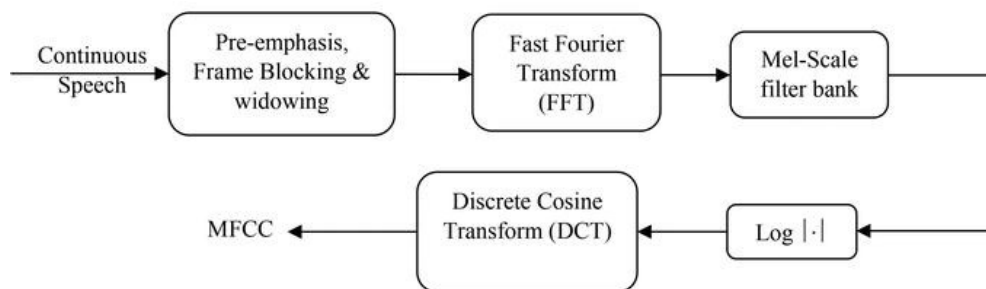 Continuous
Speech
Pre-emphasis,
Frame Blocking &
widowing
Fast Fourier
Transform
(FFT)
Mel-Scale
filter bank
Log |·|
Discrete Cosine
Transform (DCT)
MFCC